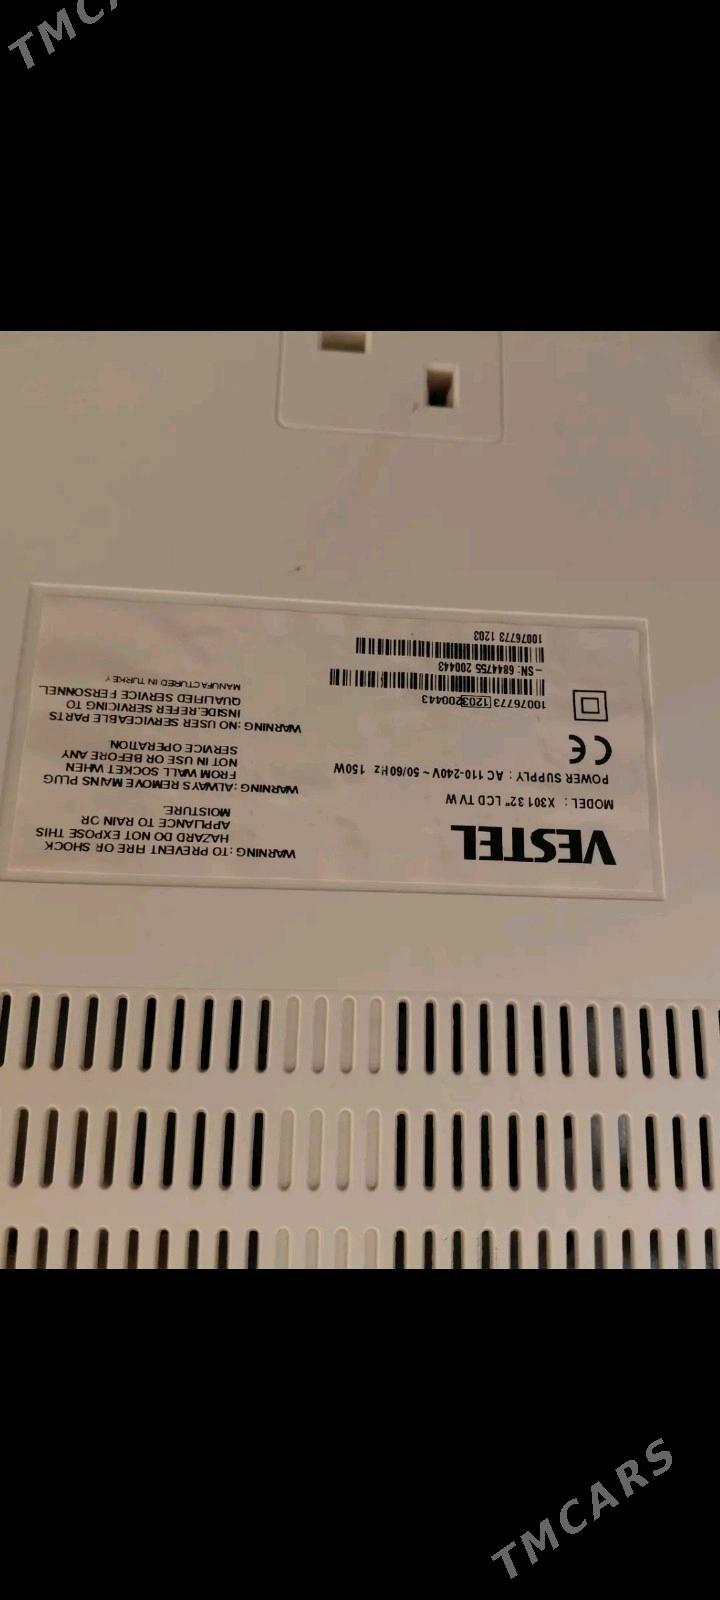 TMCARS
VESTEL
MODEL : X301 32" LCD TV W
POWER SUPPLY : AC 110-240V ~ 50/60Hz 150W
CE
10076773 1203 200443
-SN: 6844755 200443
10076773 1203
WARNING :TO PREVENT FIRE OR SHOCK
HAZARD DO NOT EXPOSE THIS
APPLIANCE TO RAIN OR
MOISTURE.
WARNING :ALWAYS REMOVE MAINS PLUG
FROM WALL SOCKET WHEN
NOT IN USE OR BEFORE ANY
SERVICE OPERATION.
WARNING :NO USER SERVICEABLE PARTS
INSIDE.REFER SERVICING TO
QUALIFIED SERVICE PERSONNEL.
MANUFACTURED IN TURKEY
TMCARS